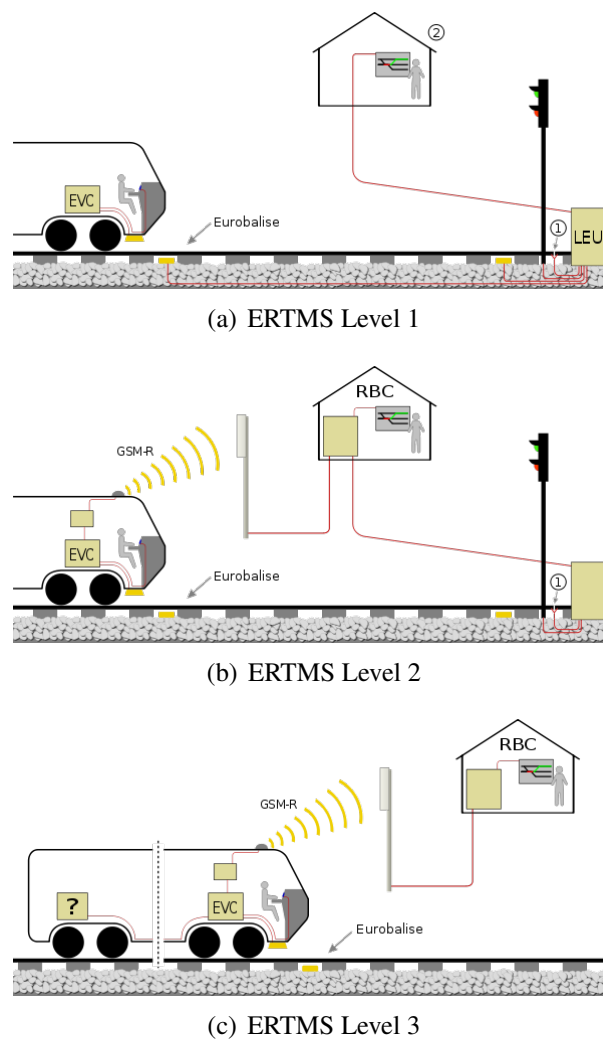 ②
EVC
Eurobalise
①
LEU
(a) ERTMS Level 1
RBC
GSM-R
EVC
Eurobalise
①
(b) ERTMS Level 2
RBC
GSM-R
?
EVC
Eurobalise
(c) ERTMS Level 3